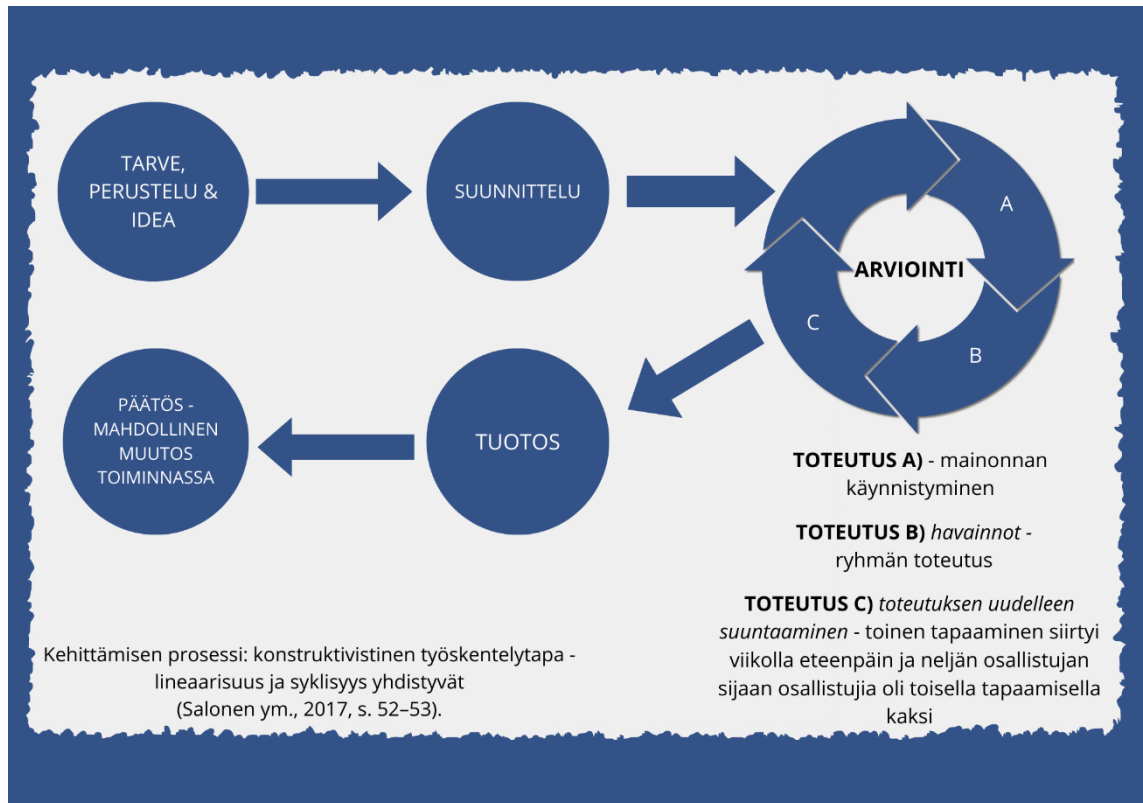 TARVE,
PERUSTELU &
IDEA
SUUNNITTELU
A
ARVIOINTI
C
B
PÄÄTÖS -
MAHDOLLINEN
MUUTOS
TOIMINNASSA
TUOTOS
TOTEUTUS A) - mainonnan
käynnistyminen
TOTEUTUS B) havainnot -
ryhmän toteutus
TOTEUTUS C) toteutuksen uudelleen
suuntaaminen - toinen tapaaminen siirtyi
viikolla eteenpäin ja neljän osallistujan
sijaan osallistujia oli toisella tapaamisella
kaksi
Kehittämisen prosessi: konstruktivistinen työskentelytapa -
lineaarisuus ja syklisyys yhdistyvät
(Salonen ym., 2017, s. 52–53).